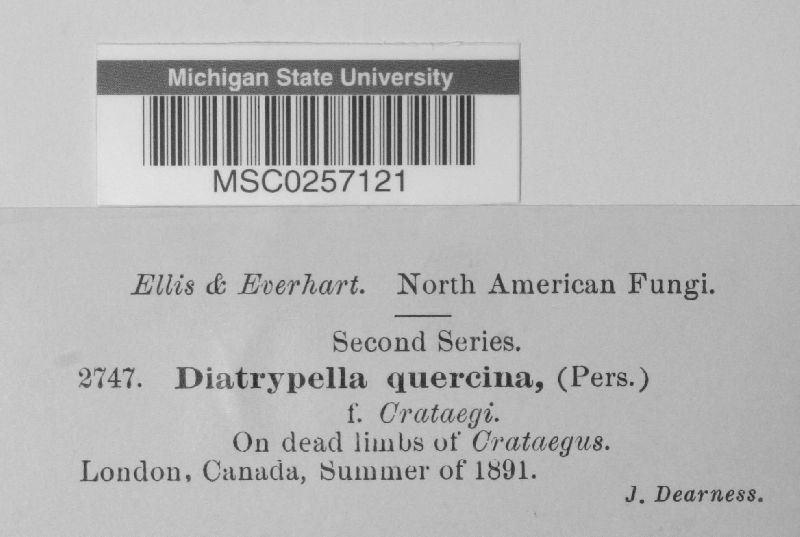 Michigan State University
MSC0257121
Ellis & Everhart. North American Fungi.
Second Series.
2747. Diatrypella quercina, (Pers.)
f. Crataegi.
On dead limbs of Crataegus.
London, Canada, Summer of 1891.
J. Dearness.